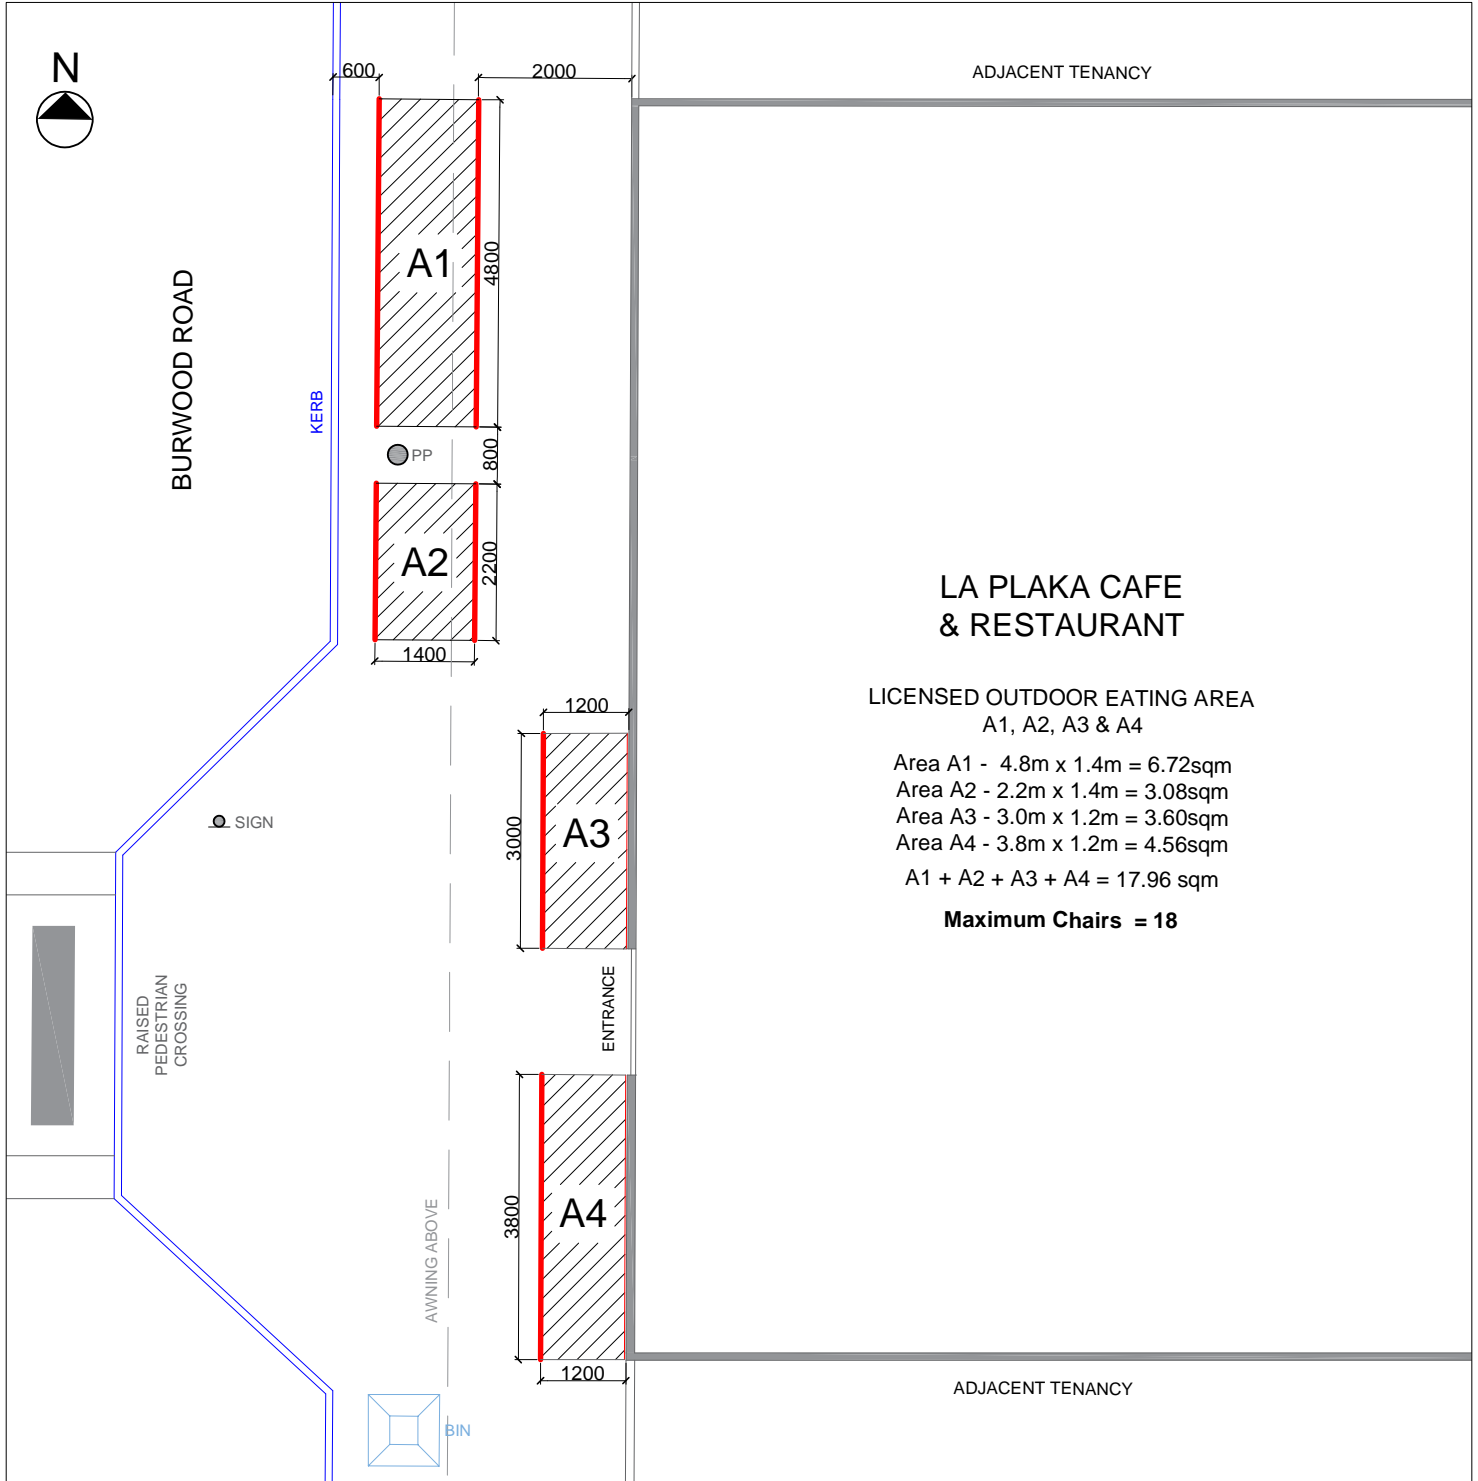 N
600
2000
ADJACENT TENANCY
A1
4800
BURWOOD ROAD
KERB
PP
800
A2
2200
1400
LA PLAKA CAFE
& RESTAURANT
LICENSED OUTDOOR EATING AREA
A1, A2, A3 & A4
Area A1 - 4.8m x 1.4m = 6.72sqm
Area A2 - 2.2m x 1.4m = 3.08sqm
Area A3 - 3.0m x 1.2m = 3.60sqm
Area A4 - 3.8m x 1.2m = 4.56sqm
A1 + A2 + A3 + A4 = 17.96 sqm
Maximum Chairs = 18
1200
3000
A3
SIGN
RAISED
PEDESTRIAN
CROSSING
ENTRANCE
3800
A4
AWNING ABOVE
1200
ADJACENT TENANCY
BIN